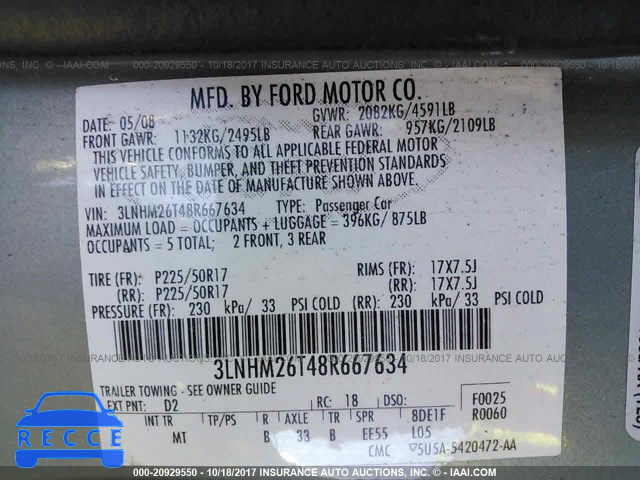 000-20929550 / 10/18/2017 INSURANCE AUTO AUCTIONS, INC. - © IAAI.COM
MFD. BY FORD MOTOR CO.
DATE: 05/08 GVWR: 2082KG/4591LB
FRONT GAWR: 1132KG/2495LB REAR GAWR: 957KG/2109LB
THIS VEHICLE CONFORMS TO ALL APPLICABLE FEDERAL MOTOR
VEHICLE SAFETY, BUMPER, AND THEFT PREVENTION STANDARDS
IN EFFECT ON THE DATE OF MANUFACTURE SHOWN ABOVE.
VIN: 3LNHM26T48R667634 TYPE: Passenger Car
MAXIMUM LOAD = OCCUPANTS + LUGGAGE = 396KG/ 875LB
OCCUPANTS = 5 TOTAL; 2 FRONT, 3 REAR
TIRE (FR): P225/50R17 RIMS (FR): 17X7.5J
(RR): P225/50R17 (RR): 17X7.5J
PRESSURE (FR): 230 kPa/ 33 PSI COLD (RR): 230 kPa/ 33 PSI COLD
3LNHM26T48R667634
TRAILER TOWING - SEE OWNER GUIDE
EXT PNT: D2 RC: 18 DSO: F0025
INT TR TP/PS R AXLE TR SPR 8DE1F R0060
MT B 33 B EE55 L05
CMC ▽5U5A-5420472-AA
RECCE
000-20929550 / 10/18/2017 INSURANCE AUTO AUCTIONS, INC. - © IAAI.COM